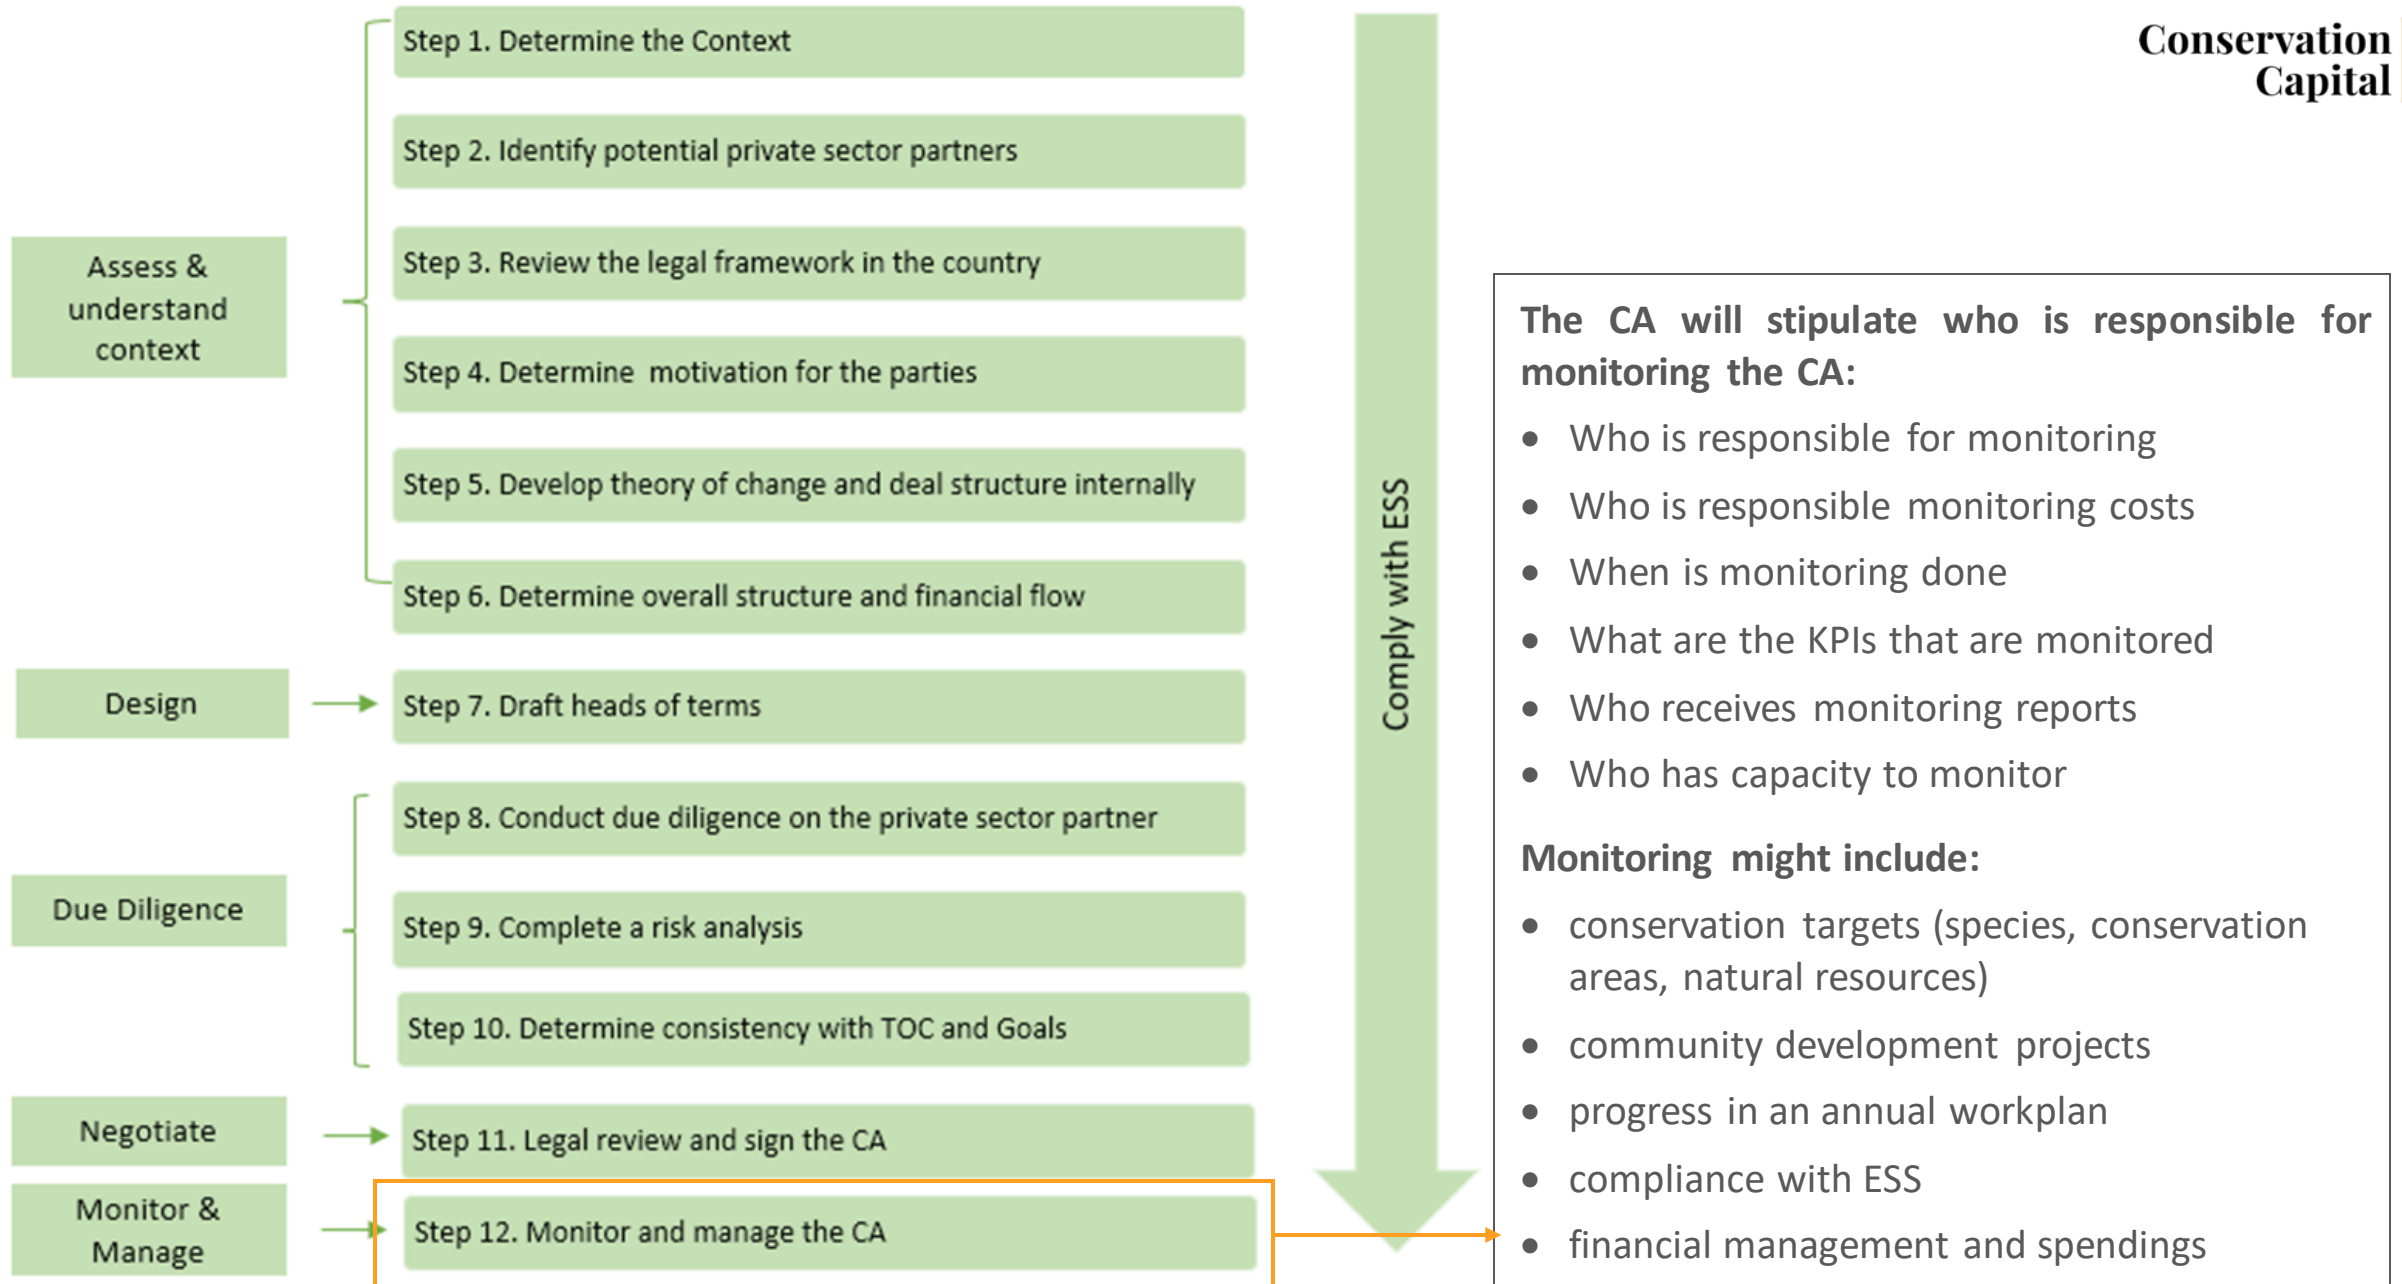 Conservation
Capital
Assess &
understand
context
Step 1. Determine the Context
Step 2. Identify potential private sector partners
Step 3. Review the legal framework in the country
Step 4. Determine motivation for the parties
Step 5. Develop theory of change and deal structure internally
Step 6. Determine overall structure and financial flow
Design
Step 7. Draft heads of terms
Due Diligence
Step 8. Conduct due diligence on the private sector partner
Step 9. Complete a risk analysis
Step 10. Determine consistency with TOC and Goals
Negotiate
Step 11. Legal review and sign the CA
Monitor &
Manage
Step 12. Monitor and manage the CA
Comply with ESS
The CA will stipulate who is responsible for
monitoring the CA:
• Who is responsible for monitoring
• Who is responsible monitoring costs
• When is monitoring done
• What are the KPIs that are monitored
• Who receives monitoring reports
• Who has capacity to monitor
Monitoring might include:
• conservation targets (species, conservation
areas, natural resources)
• community development projects
• progress in an annual workplan
• compliance with ESS
• financial management and spendings